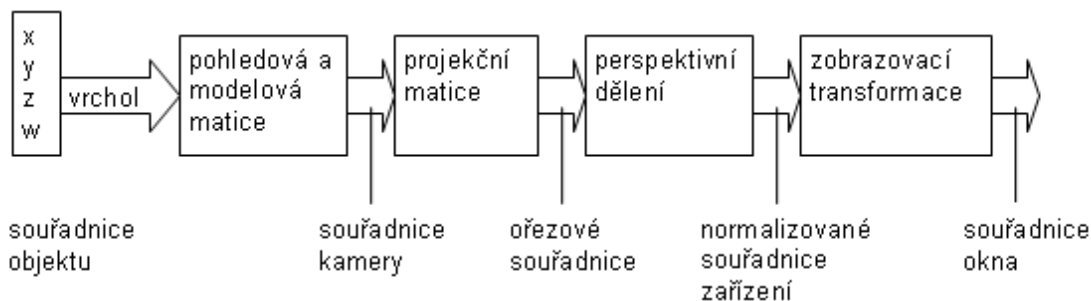 x
y
z
w
vrchol
pohledová a
modelová
matice
projekční
matice
perspektivní
dělení
zobrazovací
transformace
souřadnice
objektu
souřadnice
kamery
ořezové
souřadnice
normalizované
souřadnice
zařízení
souřadnice
okna